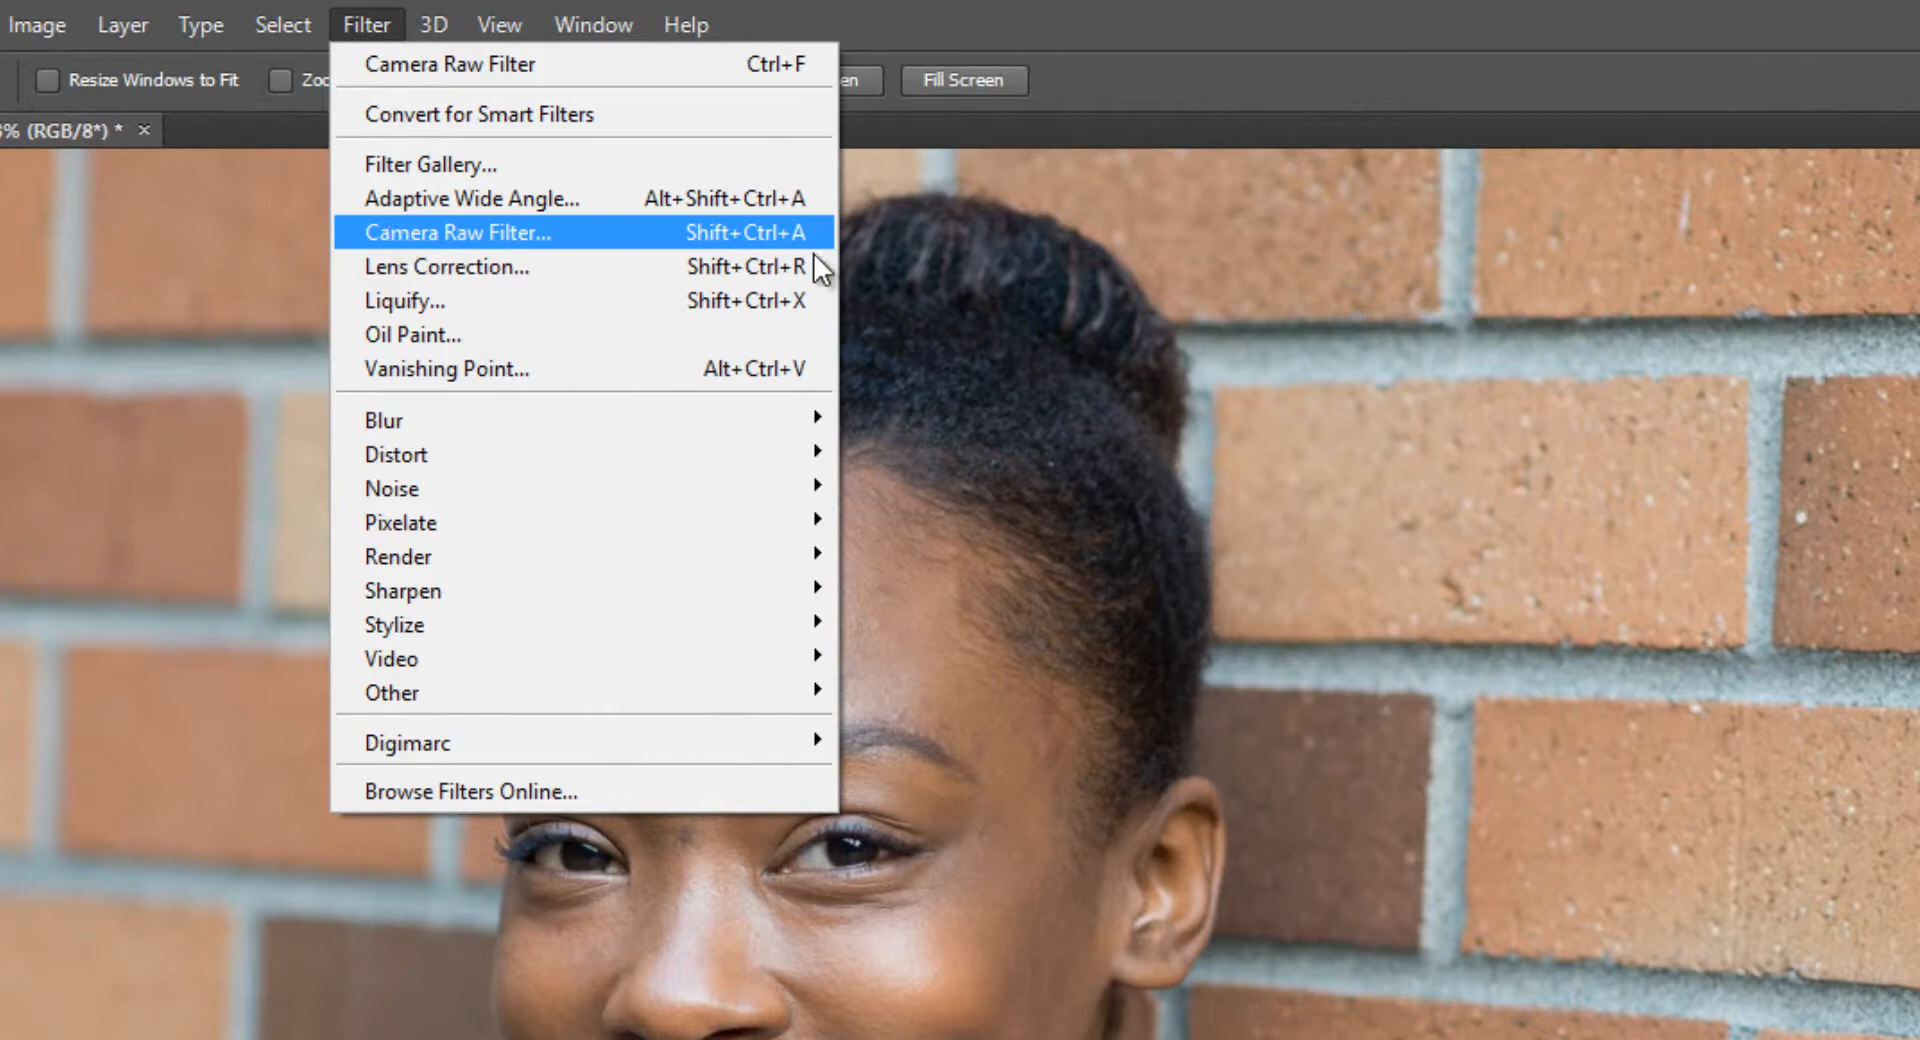 Image Layer Type Select Filter 3D View Window Help
Resize Windows to Fit
Fill Screen
% (RGB/8*) * ×
Camera Raw Filter Ctrl+F
Convert for Smart Filters
Filter Gallery...
Adaptive Wide Angle... Alt+Shift+Ctrl+A
Camera Raw Filter... Shift+Ctrl+A
Lens Correction... Shift+Ctrl+R
Liquify... Shift+Ctrl+X
Oil Paint...
Vanishing Point... Alt+Ctrl+V
Blur
Distort
Noise
Pixelate
Render
Sharpen
Stylize
Video
Other
Digimarc
Browse Filters Online...